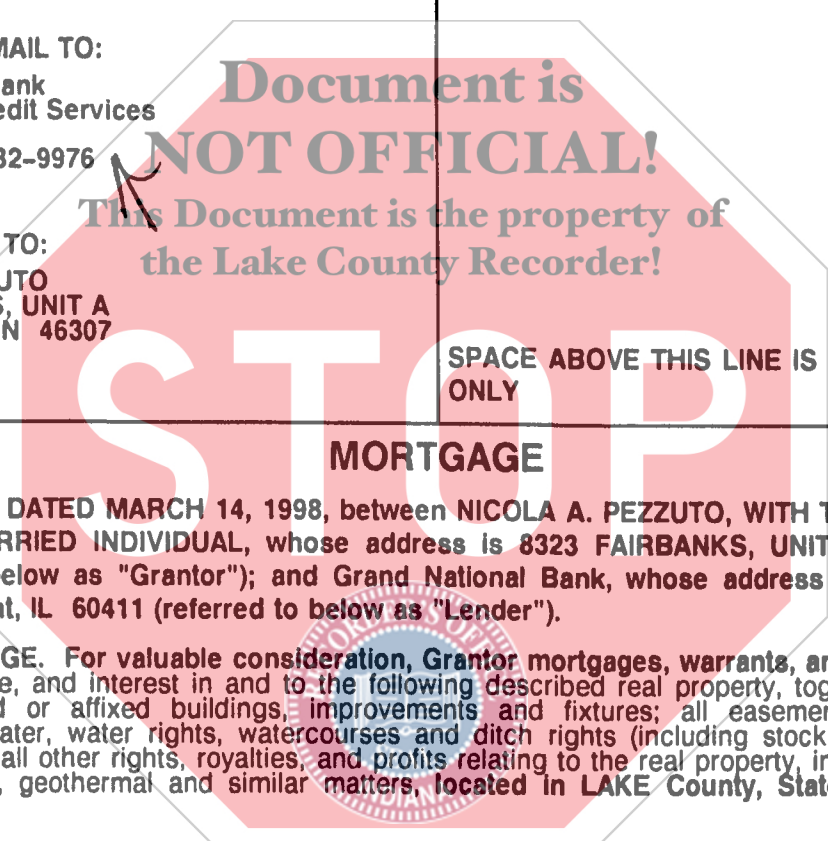 MAIL TO:
ank
edit Services
32-9976
TO:
UTO
S, UNIT A
N 46307
Document is
NOT OFFICIAL!
This Document is the property of
the Lake County Recorder!
STOP
SPACE ABOVE THIS LINE IS
ONLY
MORTGAGE
DATED MARCH 14, 1998, between NICOLA A. PEZZUTO, WITH T
RRIED INDIVIDUAL, whose address is 8323 FAIRBANKS, UNIT
elow as "Grantor"); and Grand National Bank, whose address
t, IL 60411 (referred to below as "Lender").
GE. For valuable consideration, Grantor mortgages, warrants, an
e, and interest in and to the following described real property, tog
d or affixed buildings, improvements and fixtures; all easemen
ater, water rights, watercourses and ditch rights (including stock
all other rights, royalties, and profits relating to the real property, in
, geothermal and similar matters, located in LAKE County, State